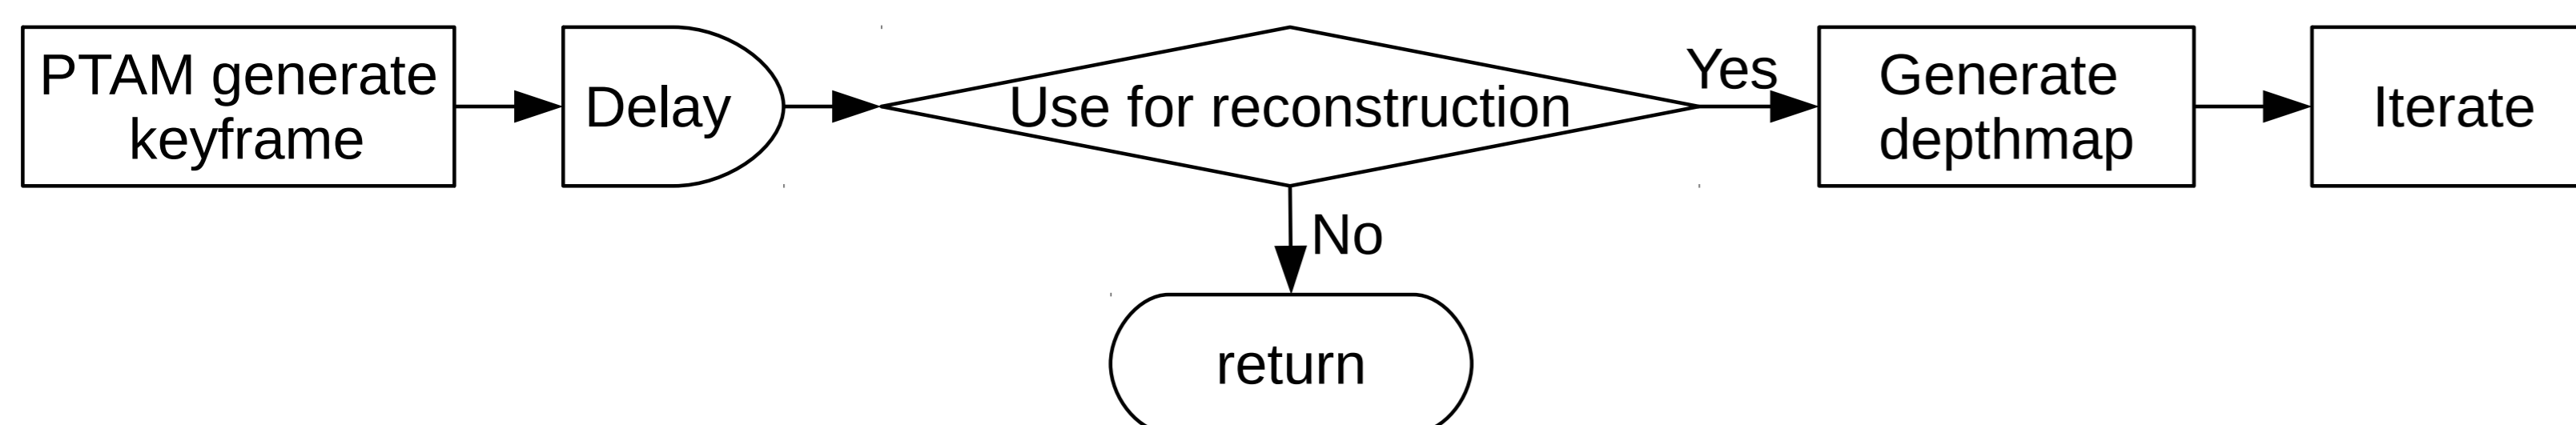 PTAM generate
keyframe
Delay
Use for reconstruction
Yes
Generate
depthmap
Iterate
No
return